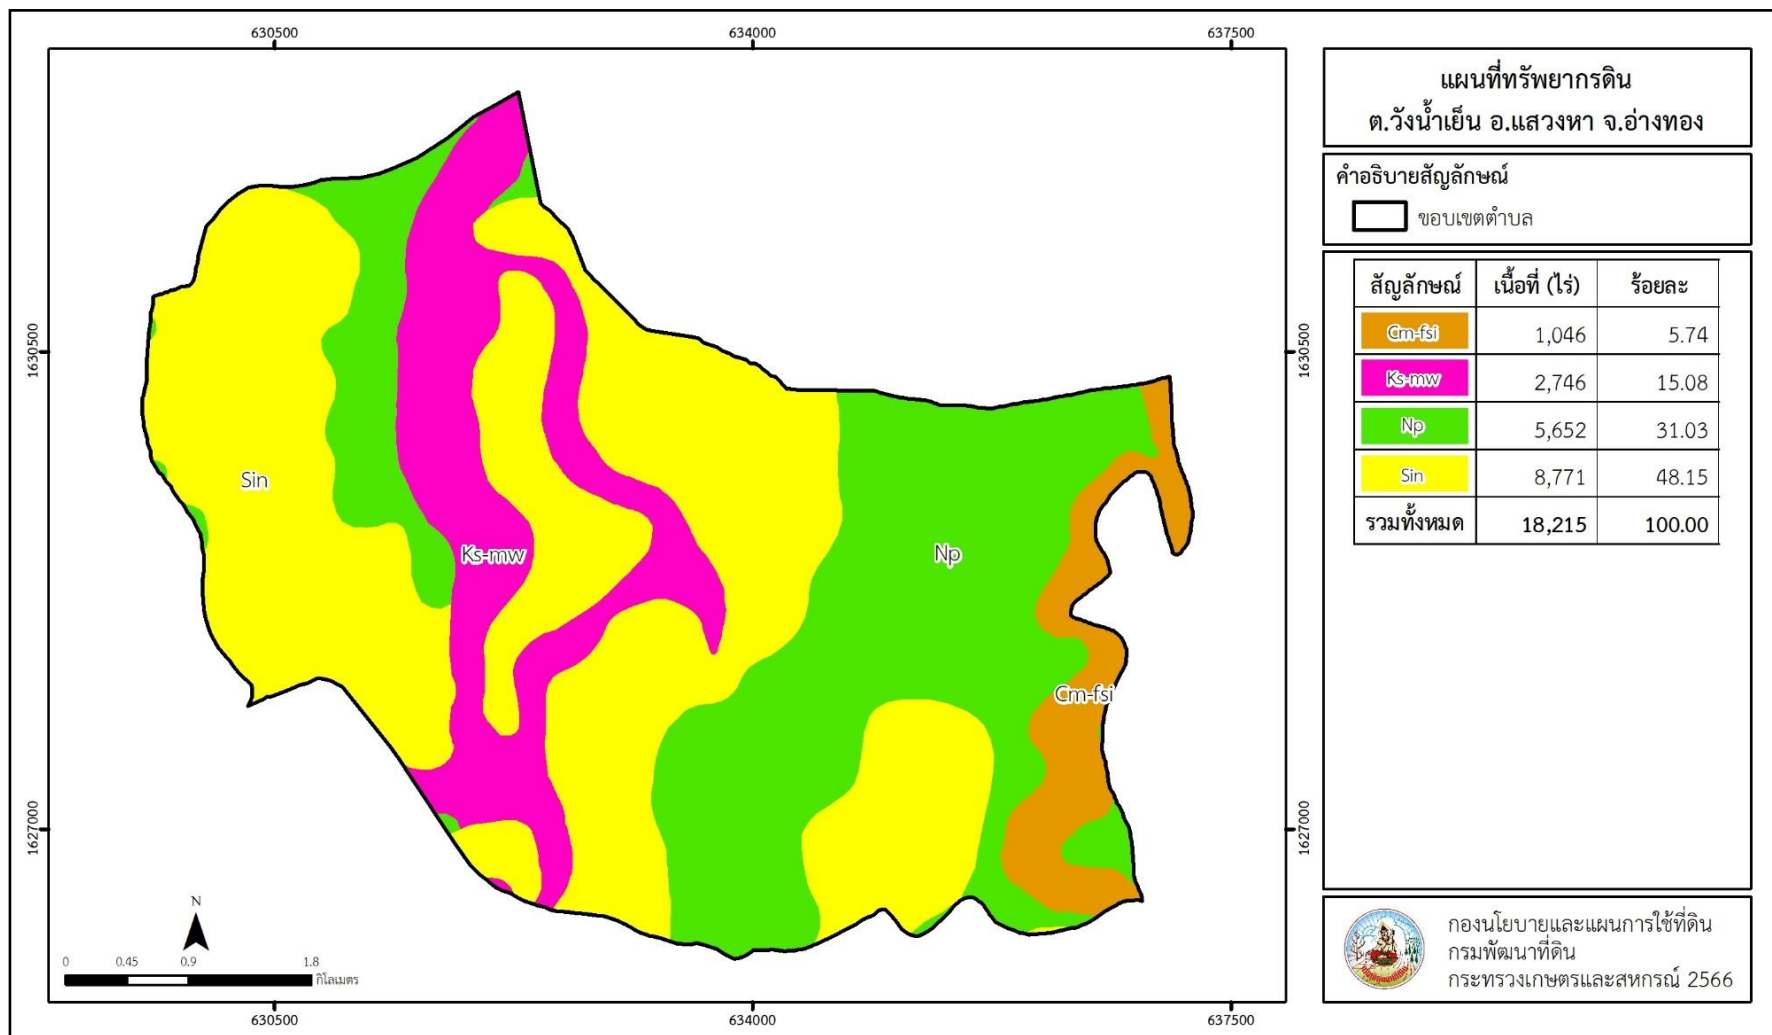 630500
634000
637500
1630500
1627000
Sin
Ks-mw
Np
Cm-fsi
N
0
0.45
0.9
1.8
กิโลเมตร
630500
634000
637500
1630500
1627000
แผนที่ทรัพยากรดิน
ต.วังน้ำเย็น อ.แสวงหา จ.อ่างทอง
คำอธิบายสัญลักษณ์
ขอบเขตตำบล
สัญลักษณ์ เนื้อที่ (ไร่) ร้อยละ
Cm-fsi 1,046 5.74
Ks-mw 2,746 15.08
Np 5,652 31.03
Sin 8,771 48.15
รวมทั้งหมด 18,215 100.00
กองนโยบายและแผนการใช้ที่ดิน
กรมพัฒนาที่ดิน
กระทรวงเกษตรและสหกรณ์ 2566